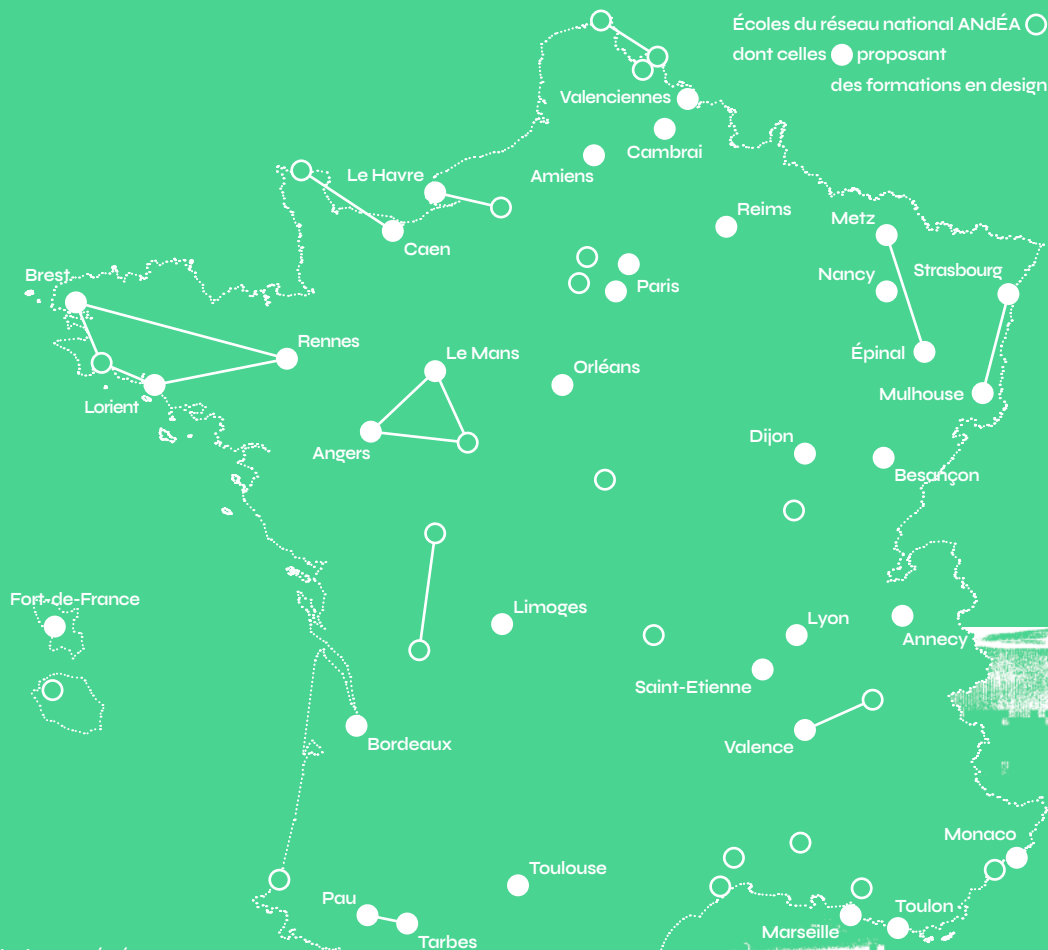 Écoles du réseau national ANdÉA
dont celles proposant
des formations en design
Valenciennes
Cambrai
Amiens
Le Havre
Caen
Reims
Metz
Nancy
Strasbourg
Paris
Brest
Rennes
Le Mans
Orléans
Épinal
Mulhouse
Lorient
Angers
Dijon
Besançon
Fort-de-France
Limoges
Lyon
Annecy
Saint-Etienne
Bordeaux
Valence
Monaco
Toulouse
Pau
Toulon
Marseille
Tarbes